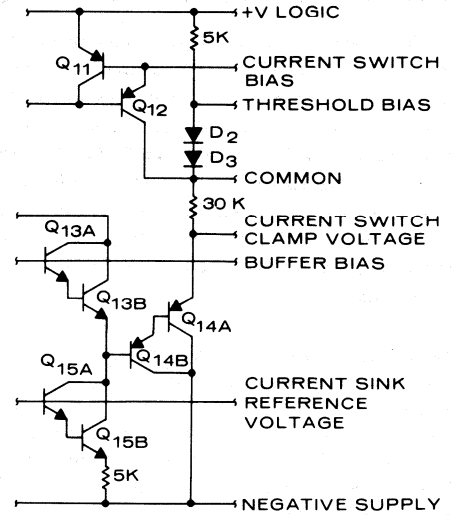 +V LOGIC
5K
Q11
CURRENT SWITCH
BIAS
Q12
THRESHOLD BIAS
D2
D3
COMMON
30 K
CURRENT SWITCH
CLAMP VOLTAGE
Q13A
BUFFER BIAS
Q13B
Q14A
Q14B
Q15A
CURRENT SINK
REFERENCE
VOLTAGE
Q15B
5K
NEGATIVE SUPPLY